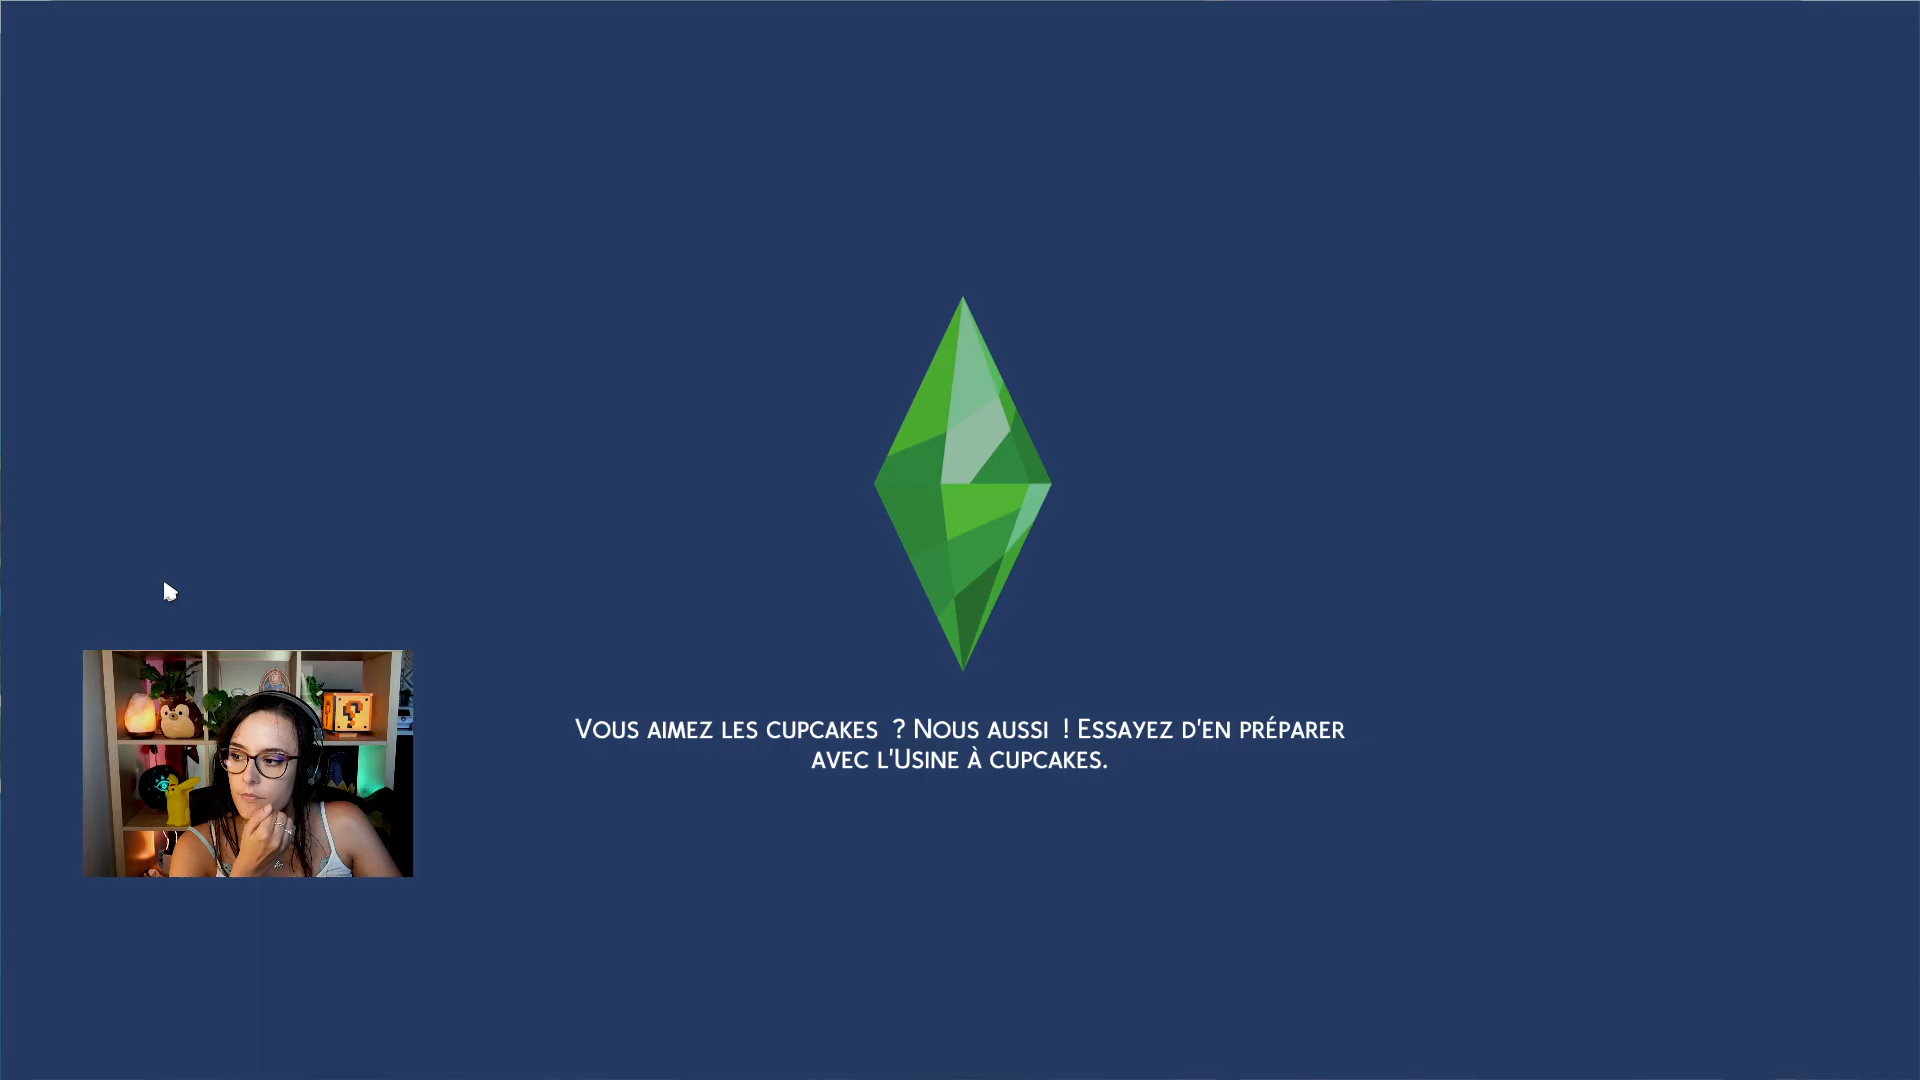 Vous aimez les cupcakes  ? Nous aussi  ! Essayez d'en préparer
avec l'Usine à cupcakes.